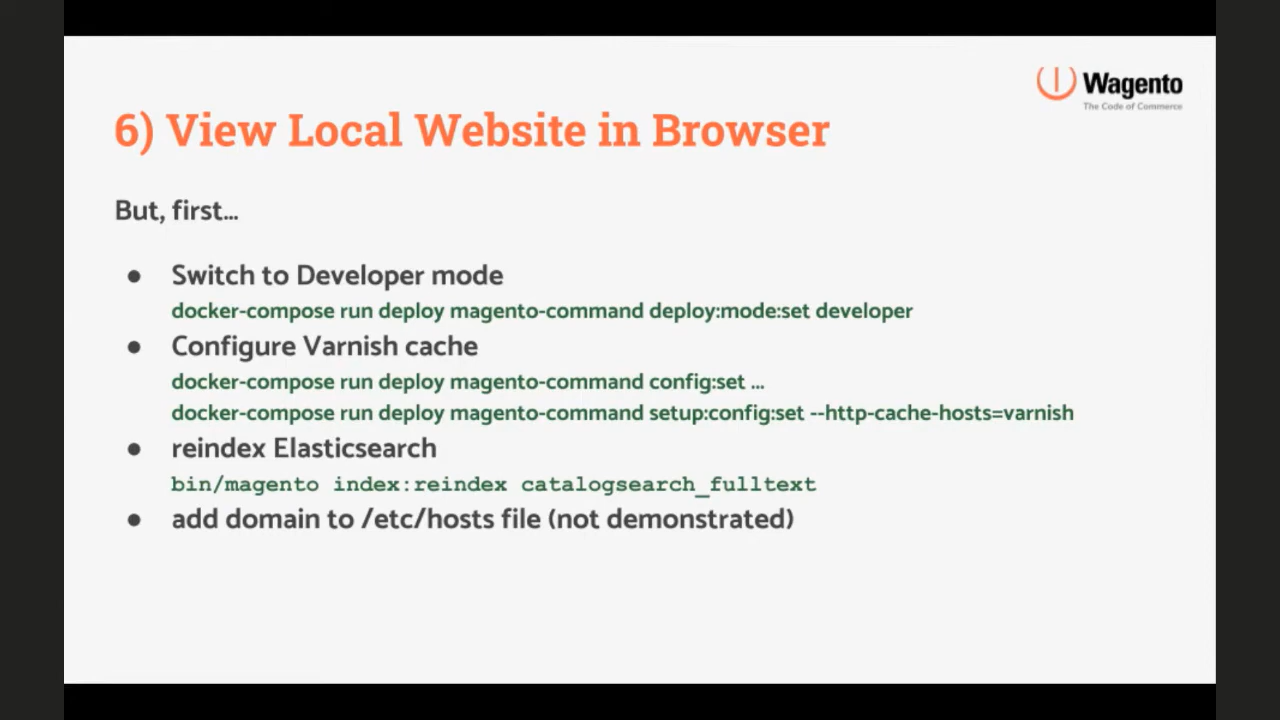 Wagento
The Code of Commerce
6) View Local Website in Browser
But, first...
● Switch to Developer mode
docker-compose run deploy magento-command deploy:mode:set developer
● Configure Varnish cache
docker-compose run deploy magento-command config:set ...
docker-compose run deploy magento-command setup:config:set --http-cache-hosts=varnish
● reindex Elasticsearch
bin/magento index:reindex catalogsearch_fulltext
● add domain to /etc/hosts file (not demonstrated)